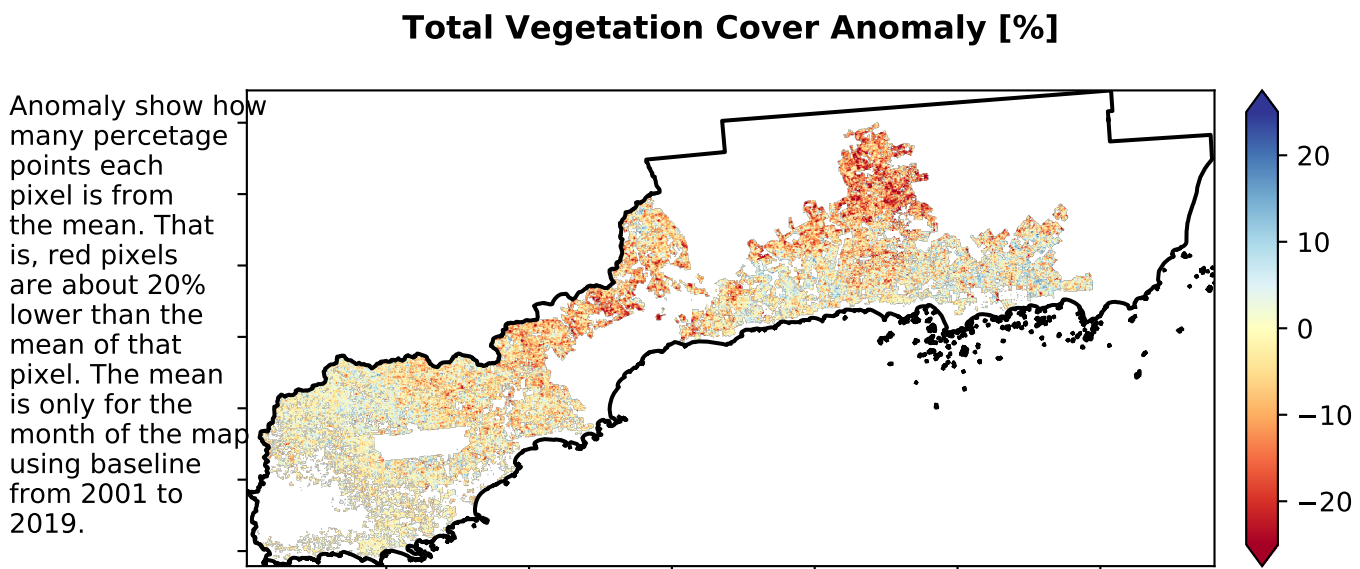 Total Vegetation Cover Anomaly [%]
Anomaly show how
many percetage
points each
pixel is from
the mean. That
is, red pixels
are about 20%
lower than the
mean of that
pixel. The mean
is only for the
month of the map
using baseline
from 2001 to
2019.
20
10
0
−10
−20